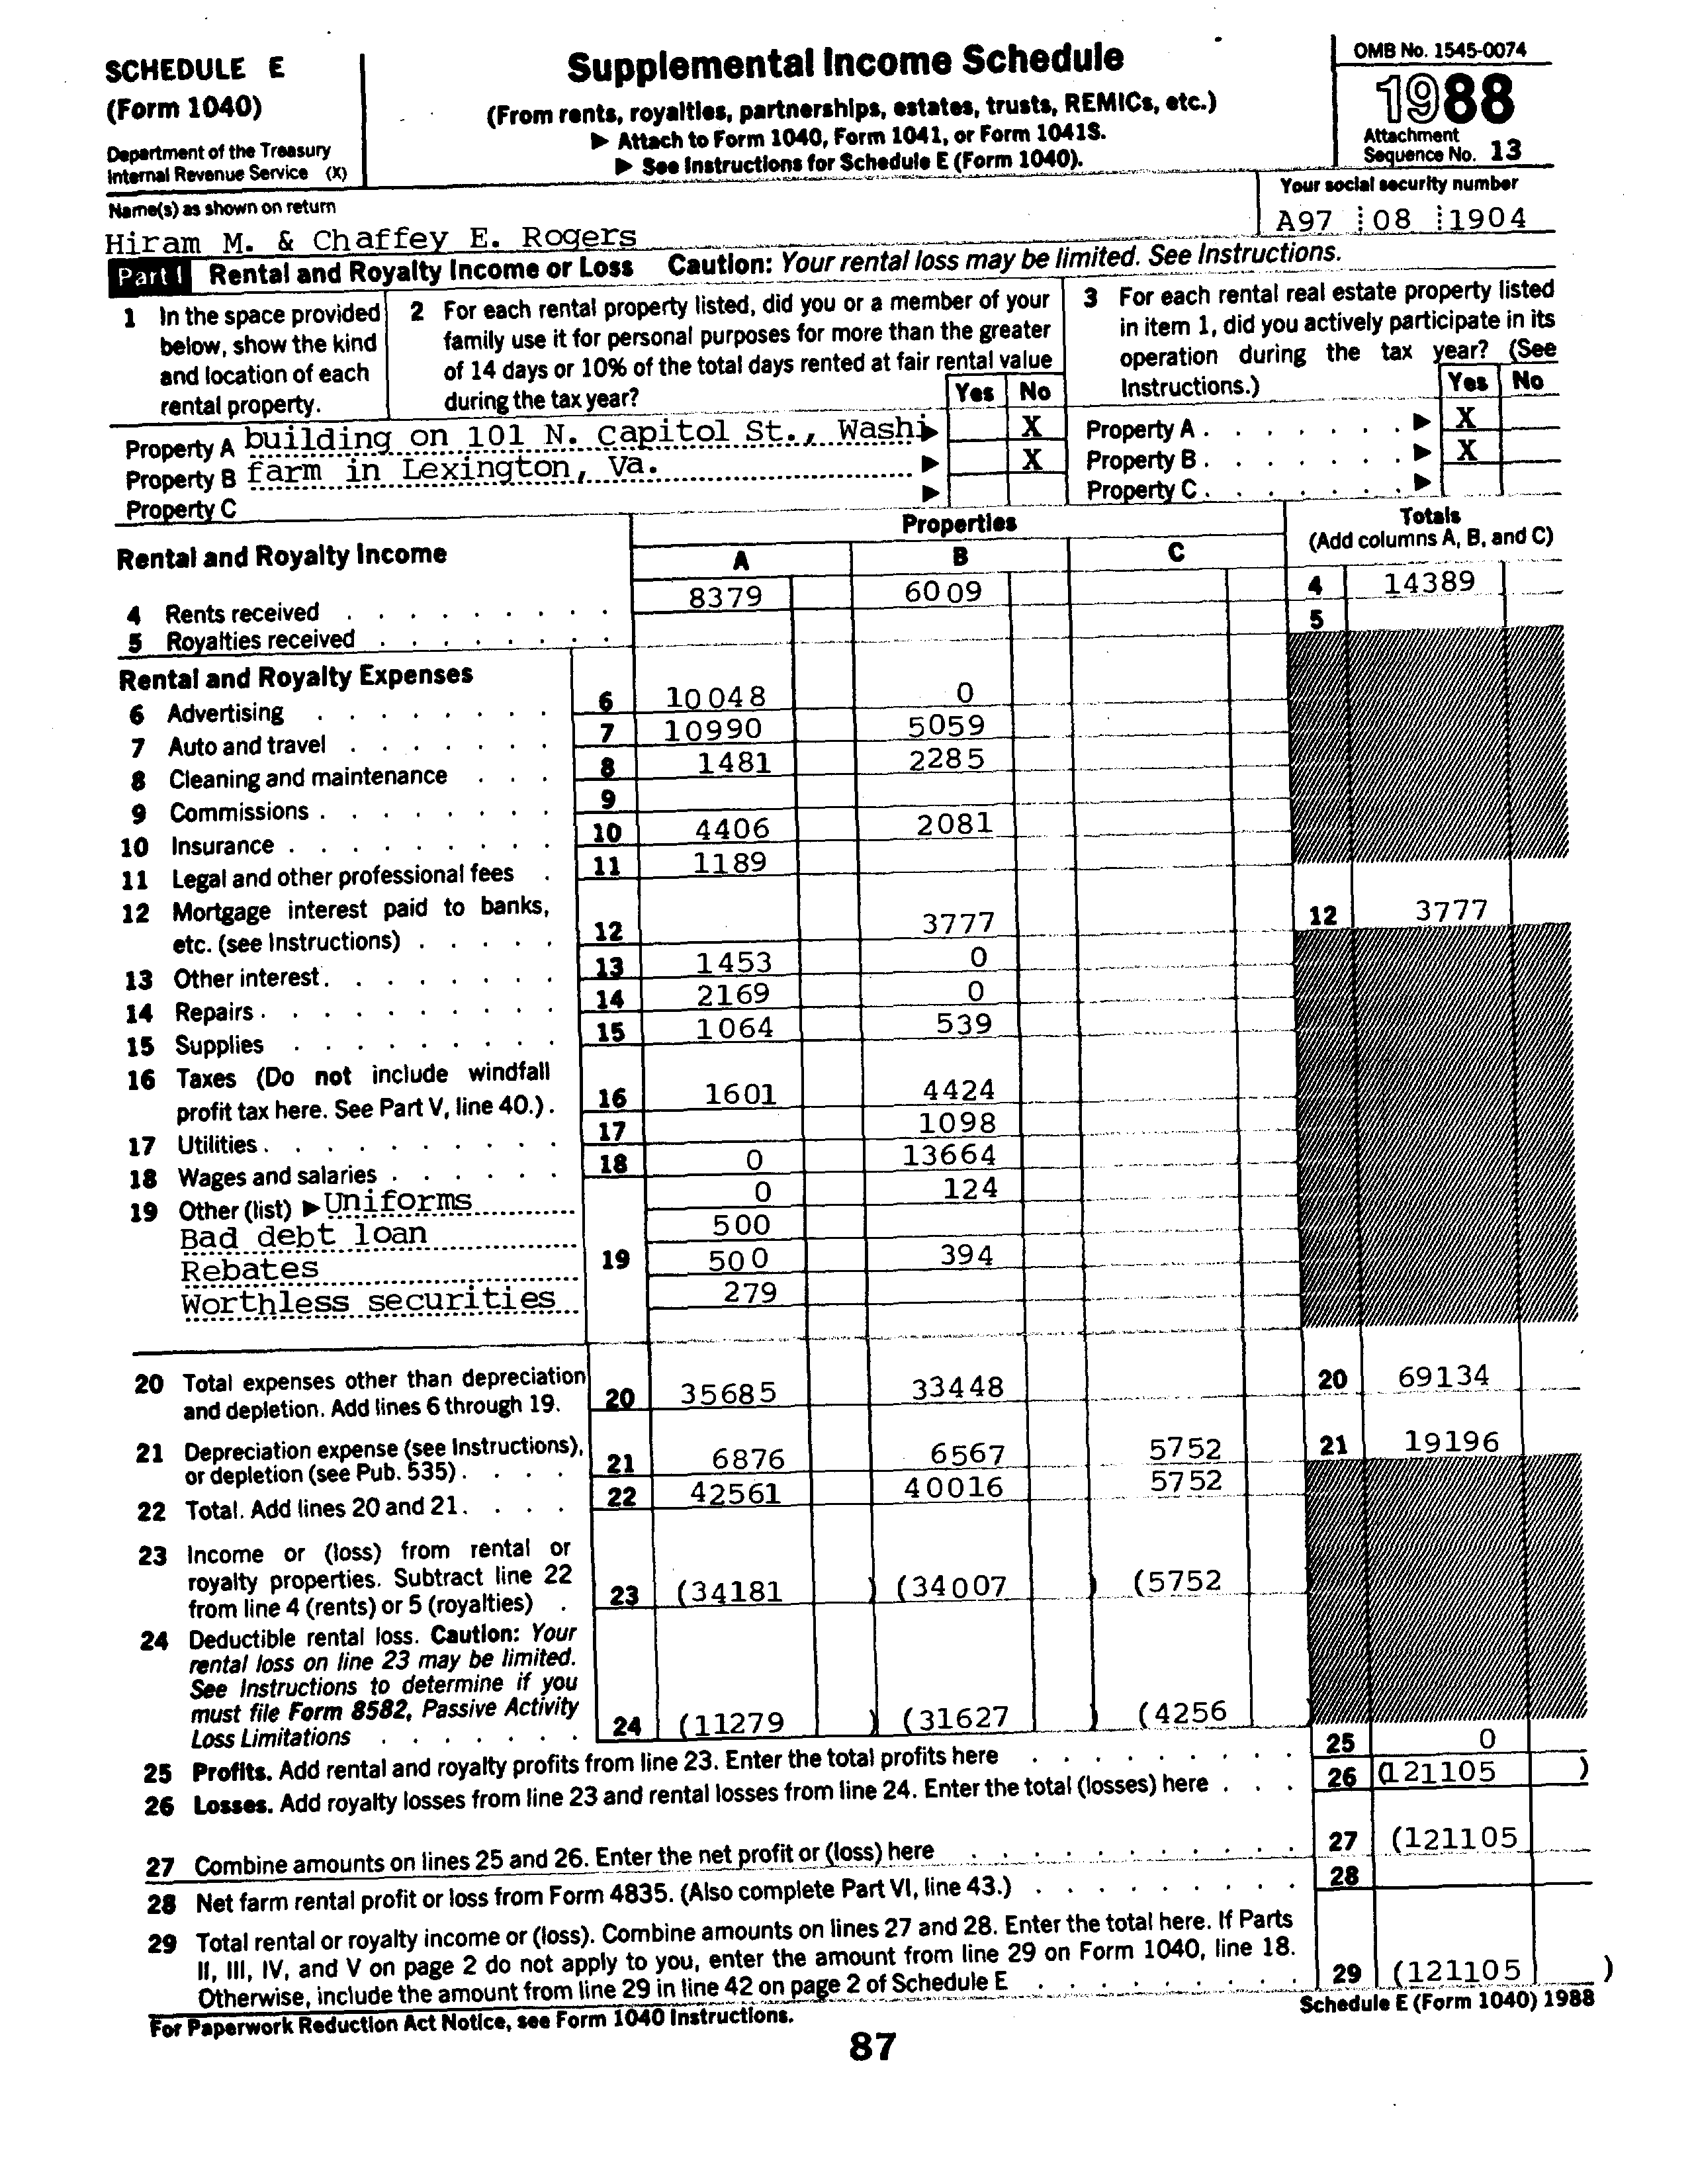 SCHEDULE E
(Form 1040)
Department of the Treasury
Internal Revenue Service (X)
Supplemental Income Schedule
(From rents, royalties, partnerships, estates, trusts, REMICs, etc.)
▶ Attach to Form 1040, Form 1041, or Form 1041S.
▶ See Instructions for Schedule E (Form 1040).
OMB No. 1545-0074
1988
Attachment
Sequence No. 13
Name(s) as shown on return
Hiram M. & Chaffey E. Rogers
Your social security number
A97 08 1904
Part I Rental and Royalty Income or Loss Caution: Your rental loss may be limited. See Instructions.
1 In the space provided
below, show the kind
and location of each
rental property.
2 For each rental property listed, did you or a member of your
family use it for personal purposes for more than the greater
of 14 days or 10% of the total days rented at fair rental value
during the tax year?
Yes No
3 For each rental real estate property listed
in item 1, did you actively participate in its
operation during the tax year? (See
Instructions.)
Yes No
Property A building on 101 N. Capitol St., Washi ▶ X Property A . . . . . . . ▶ X
Property B farm in Lexington, Va. ▶ X Property B . . . . . . . ▶ X
Property C ▶ Property C . . . . . . . ▶
Rental and Royalty Income
Properties
A B C
Totals
(Add columns A, B, and C)
4 Rents received . . . . . . . . 8379 6009 4 14389
5 Royalties received . . . . . . . 5
Rental and Royalty Expenses
6 Advertising . . . . . . . . 6 10048 0
7 Auto and travel . . . . . . . 7 10990 5059
8 Cleaning and maintenance . . . 8 1481 2285
9 Commissions . . . . . . . . 9
10 Insurance . . . . . . . . . 10 4406 2081
11 Legal and other professional fees . 11 1189
12 Mortgage interest paid to banks,
etc. (see Instructions) . . . . . 12 3777 12 3777
13 Other interest . . . . . . . . 13 1453 0
14 Repairs . . . . . . . . . . 14 2169 0
15 Supplies . . . . . . . . . 15 1064 539
16 Taxes (Do not include windfall
profit tax here. See Part V, line 40.) . 16 1601 4424
17 Utilities . . . . . . . . . . 17 1098
18 Wages and salaries . . . . . . 18 0 13664
19 Other (list) ▶ Uniforms 0 124
Bad debt loan 500
Rebates 19 500 394
Worthless securities 279
20 Total expenses other than depreciation
and depletion. Add lines 6 through 19. 20 35685 33448 20 69134
21 Depreciation expense (see Instructions),
or depletion (see Pub. 535) . . . . 21 6876 6567 5752 21 19196
22 Total. Add lines 20 and 21 . . . . 22 42561 40016 5752
23 Income or (loss) from rental or
royalty properties. Subtract line 22
from line 4 (rents) or 5 (royalties) . 23 (34181 ) (34007 ) (5752
24 Deductible rental loss. Caution: Your
rental loss on line 23 may be limited.
See Instructions to determine if you
must file Form 8582, Passive Activity
Loss Limitations . . . . . . . 24 (11279 ) (31627 ) (4256 )
25 Profits. Add rental and royalty profits from line 23. Enter the total profits here . . . . . . . . . 25 0
26 Losses. Add royalty losses from line 23 and rental losses from line 24. Enter the total (losses) here . . . 26 (121105 )
27 Combine amounts on lines 25 and 26. Enter the net profit or (loss) here . . . . . . . . . . . 27 (121105
28 Net farm rental profit or loss from Form 4835. (Also complete Part VI, line 43.) . . . . . . . . . 28
29 Total rental or royalty income or (loss). Combine amounts on lines 27 and 28. Enter the total here. If Parts
II, III, IV, and V on page 2 do not apply to you, enter the amount from line 29 on Form 1040, line 18.
Otherwise, include the amount from line 29 in line 42 on page 2 of Schedule E . . . . . . . . . 29 (121105 )
For Paperwork Reduction Act Notice, see Form 1040 Instructions.
Schedule E (Form 1040) 1988
87